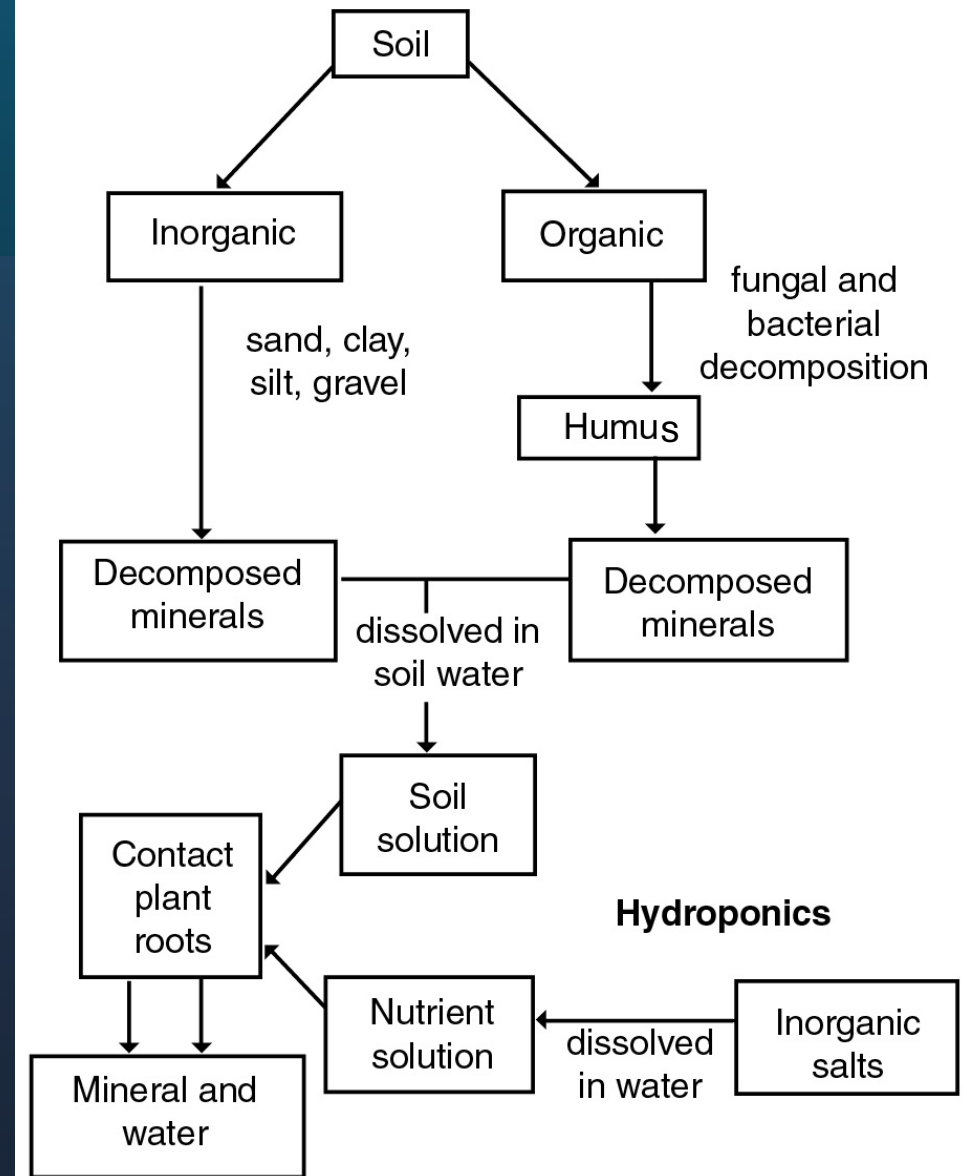 Soil
Inorganic
Organic
sand, clay,
silt, gravel
fungal and
bacterial
decomposition
Humus
Decomposed
minerals
Decomposed
minerals
dissolved in
soil water
Soil
solution
Contact
plant
roots
Hydroponics
Nutrient
solution
dissolved
in water
Inorganic
salts
Mineral and
water